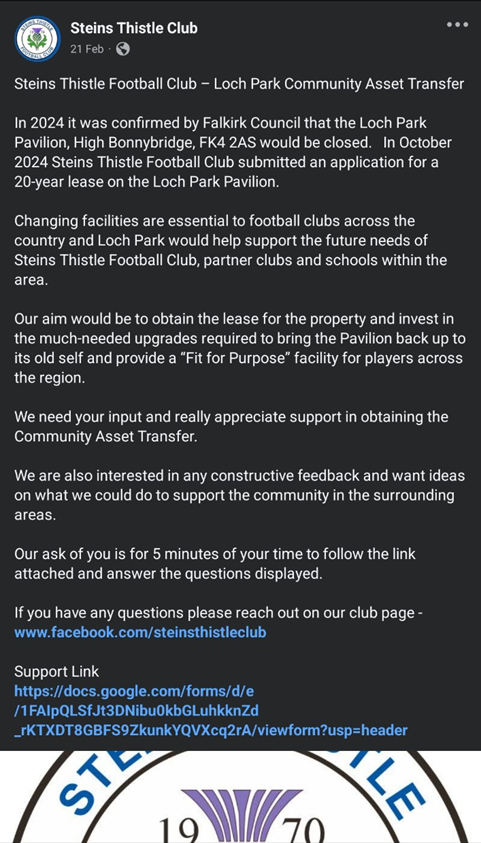 STEINS THISTLE
FOOTBALL CLUB
Steins Thistle Club
21 Feb ·
Steins Thistle Football Club – Loch Park Community Asset Transfer
In 2024 it was confirmed by Falkirk Council that the Loch Park
Pavilion, High Bonnybridge, FK4 2AS would be closed.   In October
2024 Steins Thistle Football Club submitted an application for a
20-year lease on the Loch Park Pavilion.
Changing facilities are essential to football clubs across the
country and Loch Park would help support the future needs of
Steins Thistle Football Club, partner clubs and schools within the
area.
Our aim would be to obtain the lease for the property and invest in
the much-needed upgrades required to bring the Pavilion back up to
its old self and provide a “Fit for Purpose” facility for players across
the region.
We need your input and really appreciate support in obtaining the
Community Asset Transfer.
We are also interested in any constructive feedback and want ideas
on what we could do to support the community in the surrounding
areas.
Our ask of you is for 5 minutes of your time to follow the link
attached and answer the questions displayed.
If you have any questions please reach out on our club page -
www.facebook.com/steinsthistleclub
Support Link
https://docs.google.com/forms/d/e
/1FAIpQLSfJt3DNibu0kbGLuhkknZd
_rKTXDT8GBFS9ZkunkYQVXcq2rA/viewform?usp=header
19 70